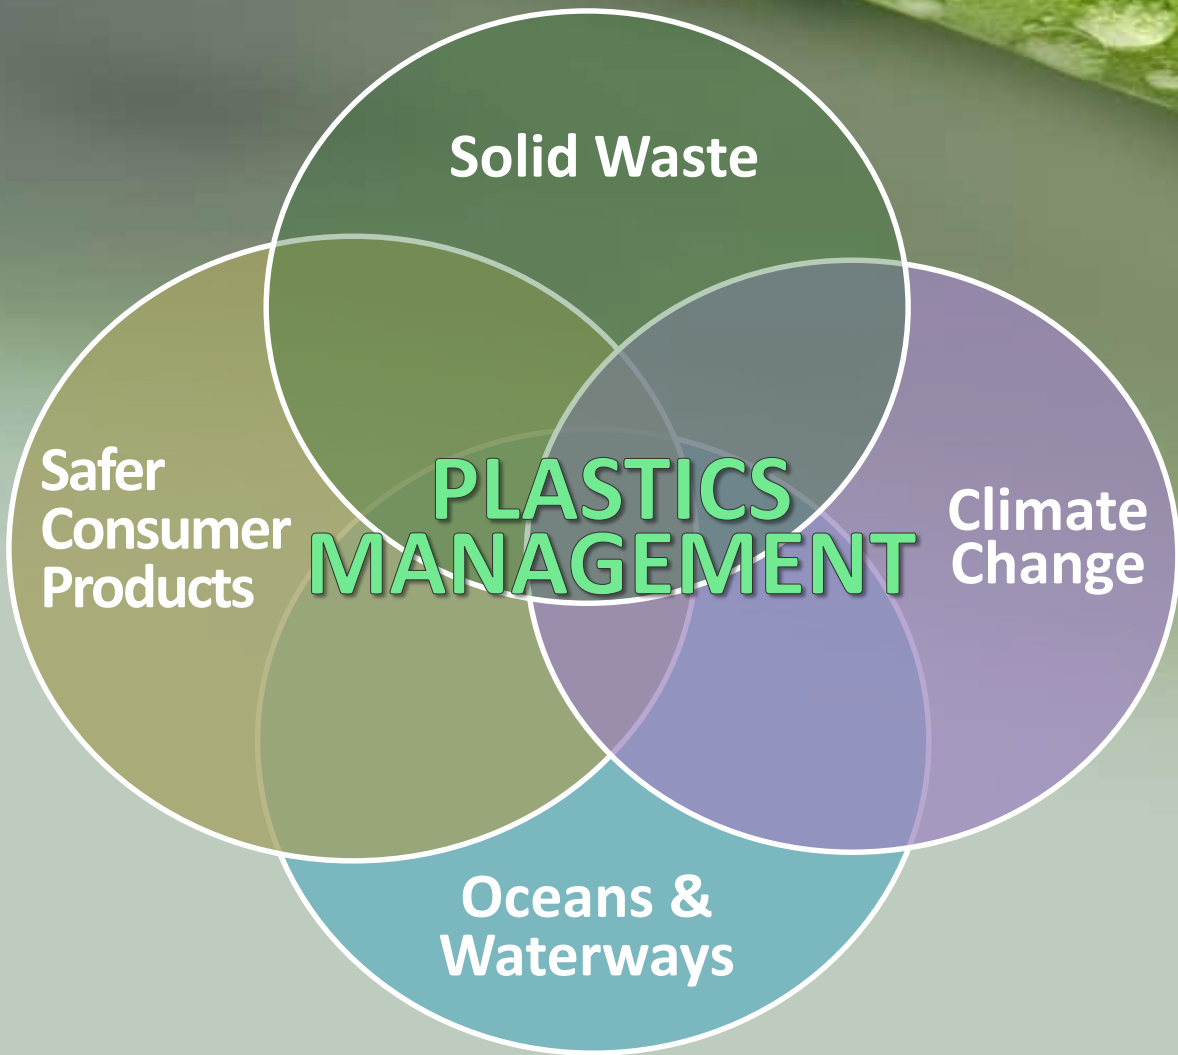 Solid Waste
Safer
Consumer
Products
PLASTICS
MANAGEMENT
Climate
Change
Oceans &
Waterways